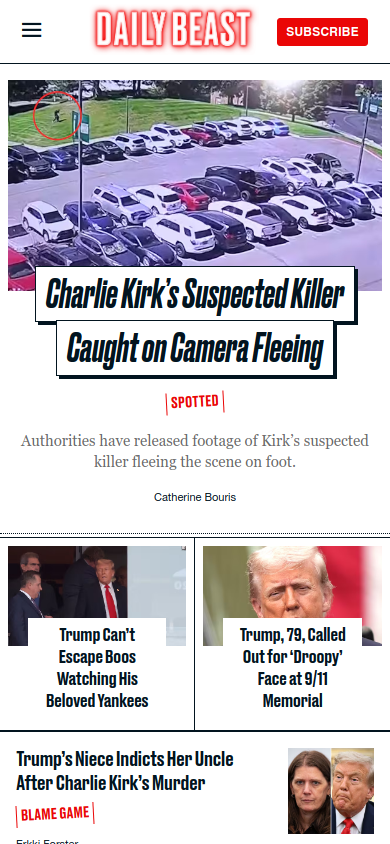 DAILY BEAST
SUBSCRIBE
Charlie Kirk’s Suspected Killer
Caught on Camera Fleeing
SPOTTED
Authorities have released footage of Kirk’s suspected
killer fleeing the scene on foot.
Catherine Bouris
Trump Can’t
Escape Boos
Watching His
Beloved Yankees
Trump, 79, Called
Out for ‘Droopy’
Face at 9/11
Memorial
Trump’s Niece Indicts Her Uncle
After Charlie Kirk’s Murder
BLAME GAME
Erkki Forster